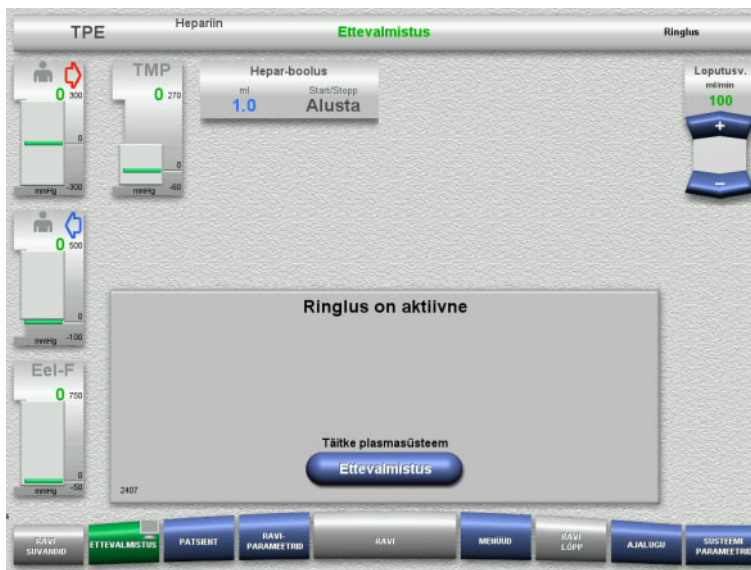 TPE
Hepariin
Ettevalmistus
Ringlus
0
300
0
mmHg
-300
TMP
0
270
0
mmHg
-60
Hepar-boolus
ml
Start/Stopp
1.0
Alusta
Loputusv.
ml/min
100
+
−
0
500
0
mmHg
-100
Eel-F
0
750
0
mmHg
-50
Ringlus on aktiivne
Täitke plasmasüsteem
Ettevalmistus
2407
RAVI
SUVANDID
ETTEVALMISTUS
PATSIENT
RAVI-
PARAMEETRID
RAVI
MENÜÜD
RAVI
LÕPP
AJALUGU
SÜSTEEMI
PARAMEETRID